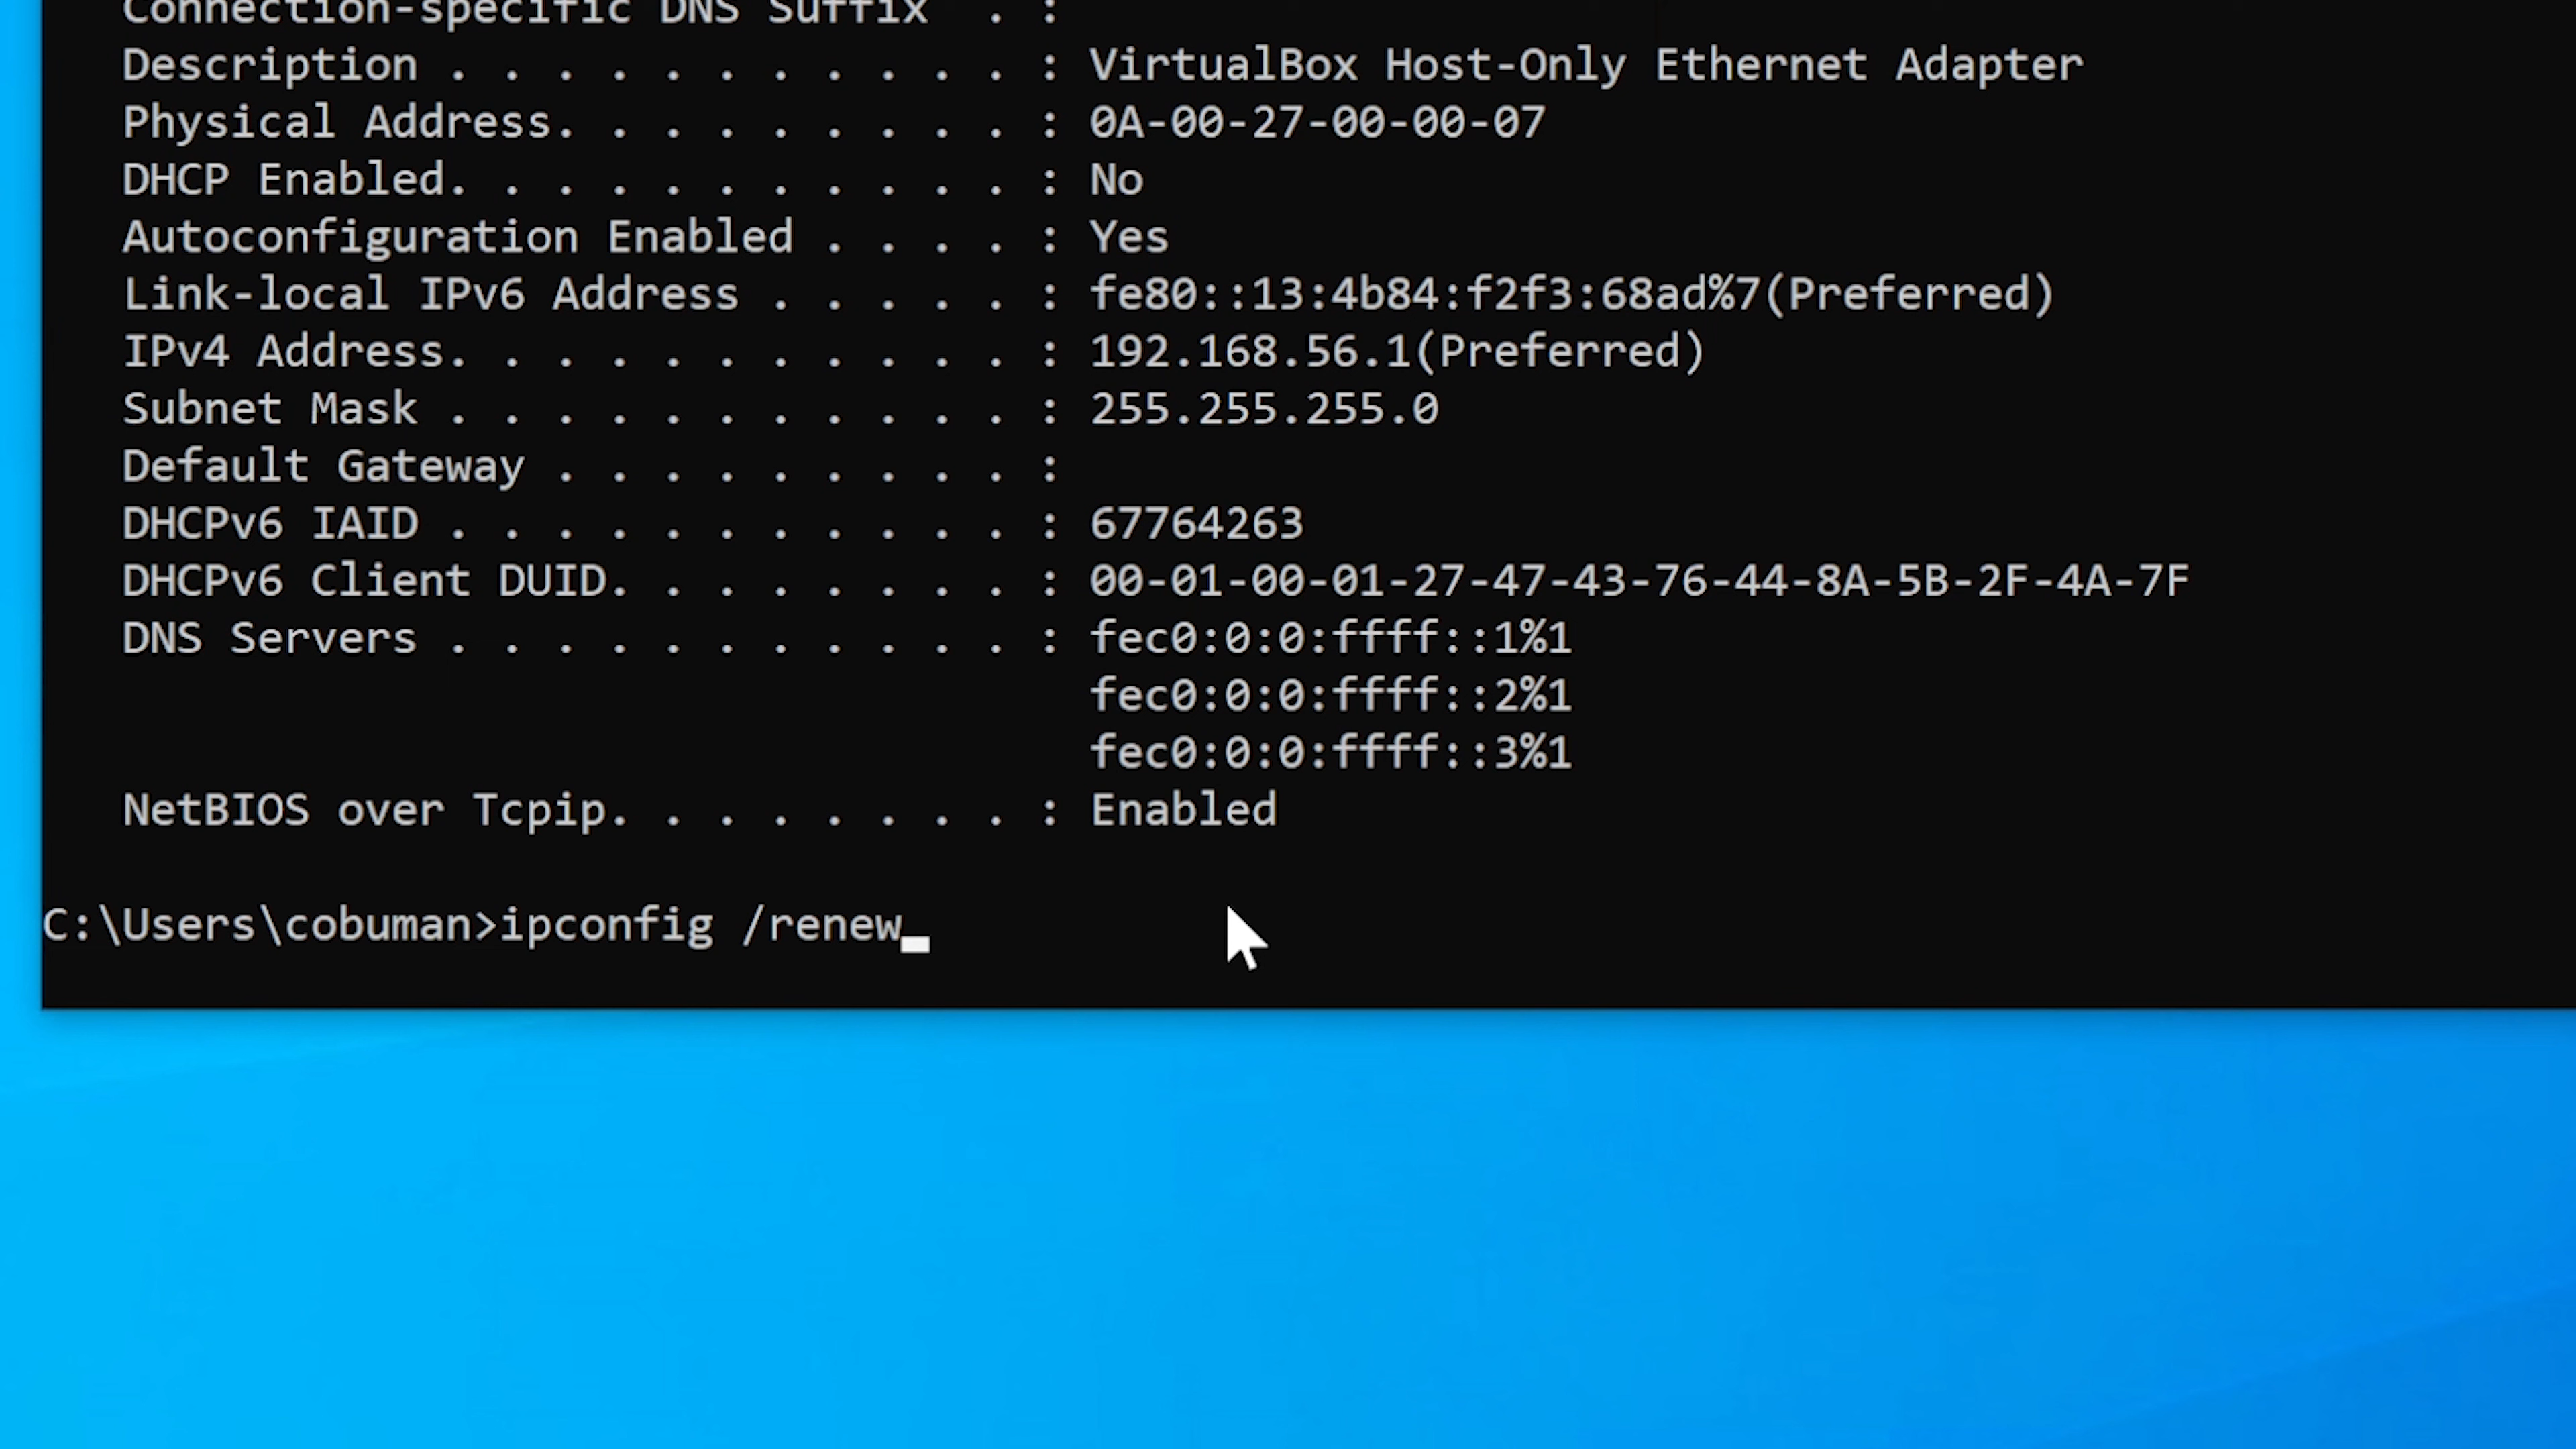 Connection-specific DNS Suffix  . :
Description . . . . . . . . . . . : VirtualBox Host-Only Ethernet Adapter
Physical Address. . . . . . . . . : 0A-00-27-00-00-07
DHCP Enabled. . . . . . . . . . . : No
Autoconfiguration Enabled . . . . : Yes
Link-local IPv6 Address . . . . . : fe80::13:4b84:f2f3:68ad%7(Preferred)
IPv4 Address. . . . . . . . . . . : 192.168.56.1(Preferred)
Subnet Mask . . . . . . . . . . . : 255.255.255.0
Default Gateway . . . . . . . . . :
DHCPv6 IAID . . . . . . . . . . . : 67764263
DHCPv6 Client DUID. . . . . . . . : 00-01-00-01-27-47-43-76-44-8A-5B-2F-4A-7F
DNS Servers . . . . . . . . . . . : fec0:0:0:ffff::1%1
fec0:0:0:ffff::2%1
fec0:0:0:ffff::3%1
NetBIOS over Tcpip. . . . . . . . : Enabled
C:\Users\cobuman>ipconfig /renew